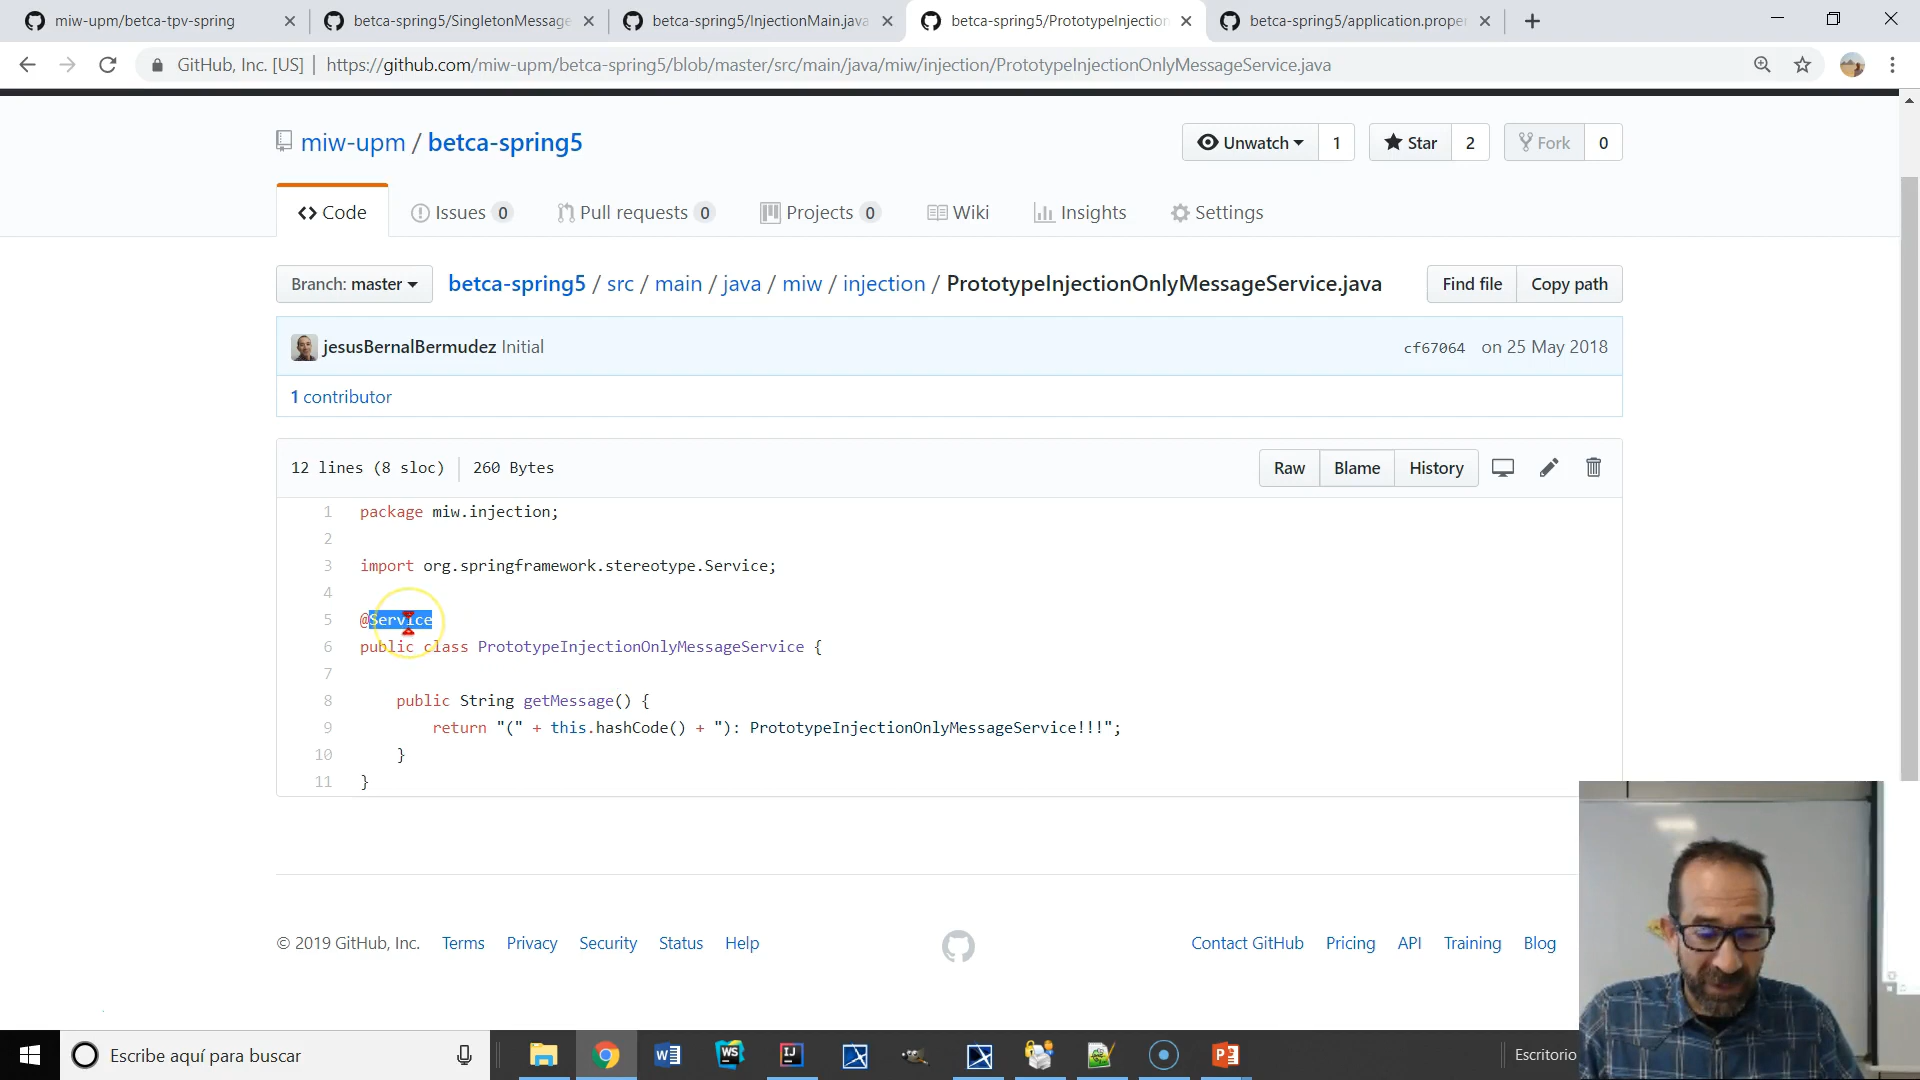 miw-upm/betca-tpv-spring
betca-spring5/SingletonMessage
betca-spring5/InjectionMain.java
betca-spring5/PrototypeInjection
betca-spring5/application.proper
GitHub, Inc. [US] | https://github.com/miw-upm/betca-spring5/blob/master/src/main/java/miw/injection/PrototypeInjectionOnlyMessageService.java
miw-upm / betca-spring5
Unwatch 1
Star 2
Fork 0
<> Code
Issues 0
Pull requests 0
Projects 0
Wiki
Insights
Settings
Branch: master
betca-spring5 / src / main / java / miw / injection / PrototypeInjectionOnlyMessageService.java
Find file
Copy path
jesusBernalBermudez Initial
cf67064 on 25 May 2018
1 contributor
12 lines (8 sloc) | 260 Bytes
Raw
Blame
History
1 package miw.injection;
2
3 import org.springframework.stereotype.Service;
4
5 @Service
6 public class PrototypeInjectionOnlyMessageService {
7
8 public String getMessage() {
9 return "(" + this.hashCode() + "): PrototypeInjectionOnlyMessageService!!!";
10 }
11 }
© 2019 GitHub, Inc.
Terms
Privacy
Security
Status
Help
Contact GitHub
Pricing
API
Training
Blog
Escribe aquí para buscar
Escritorio